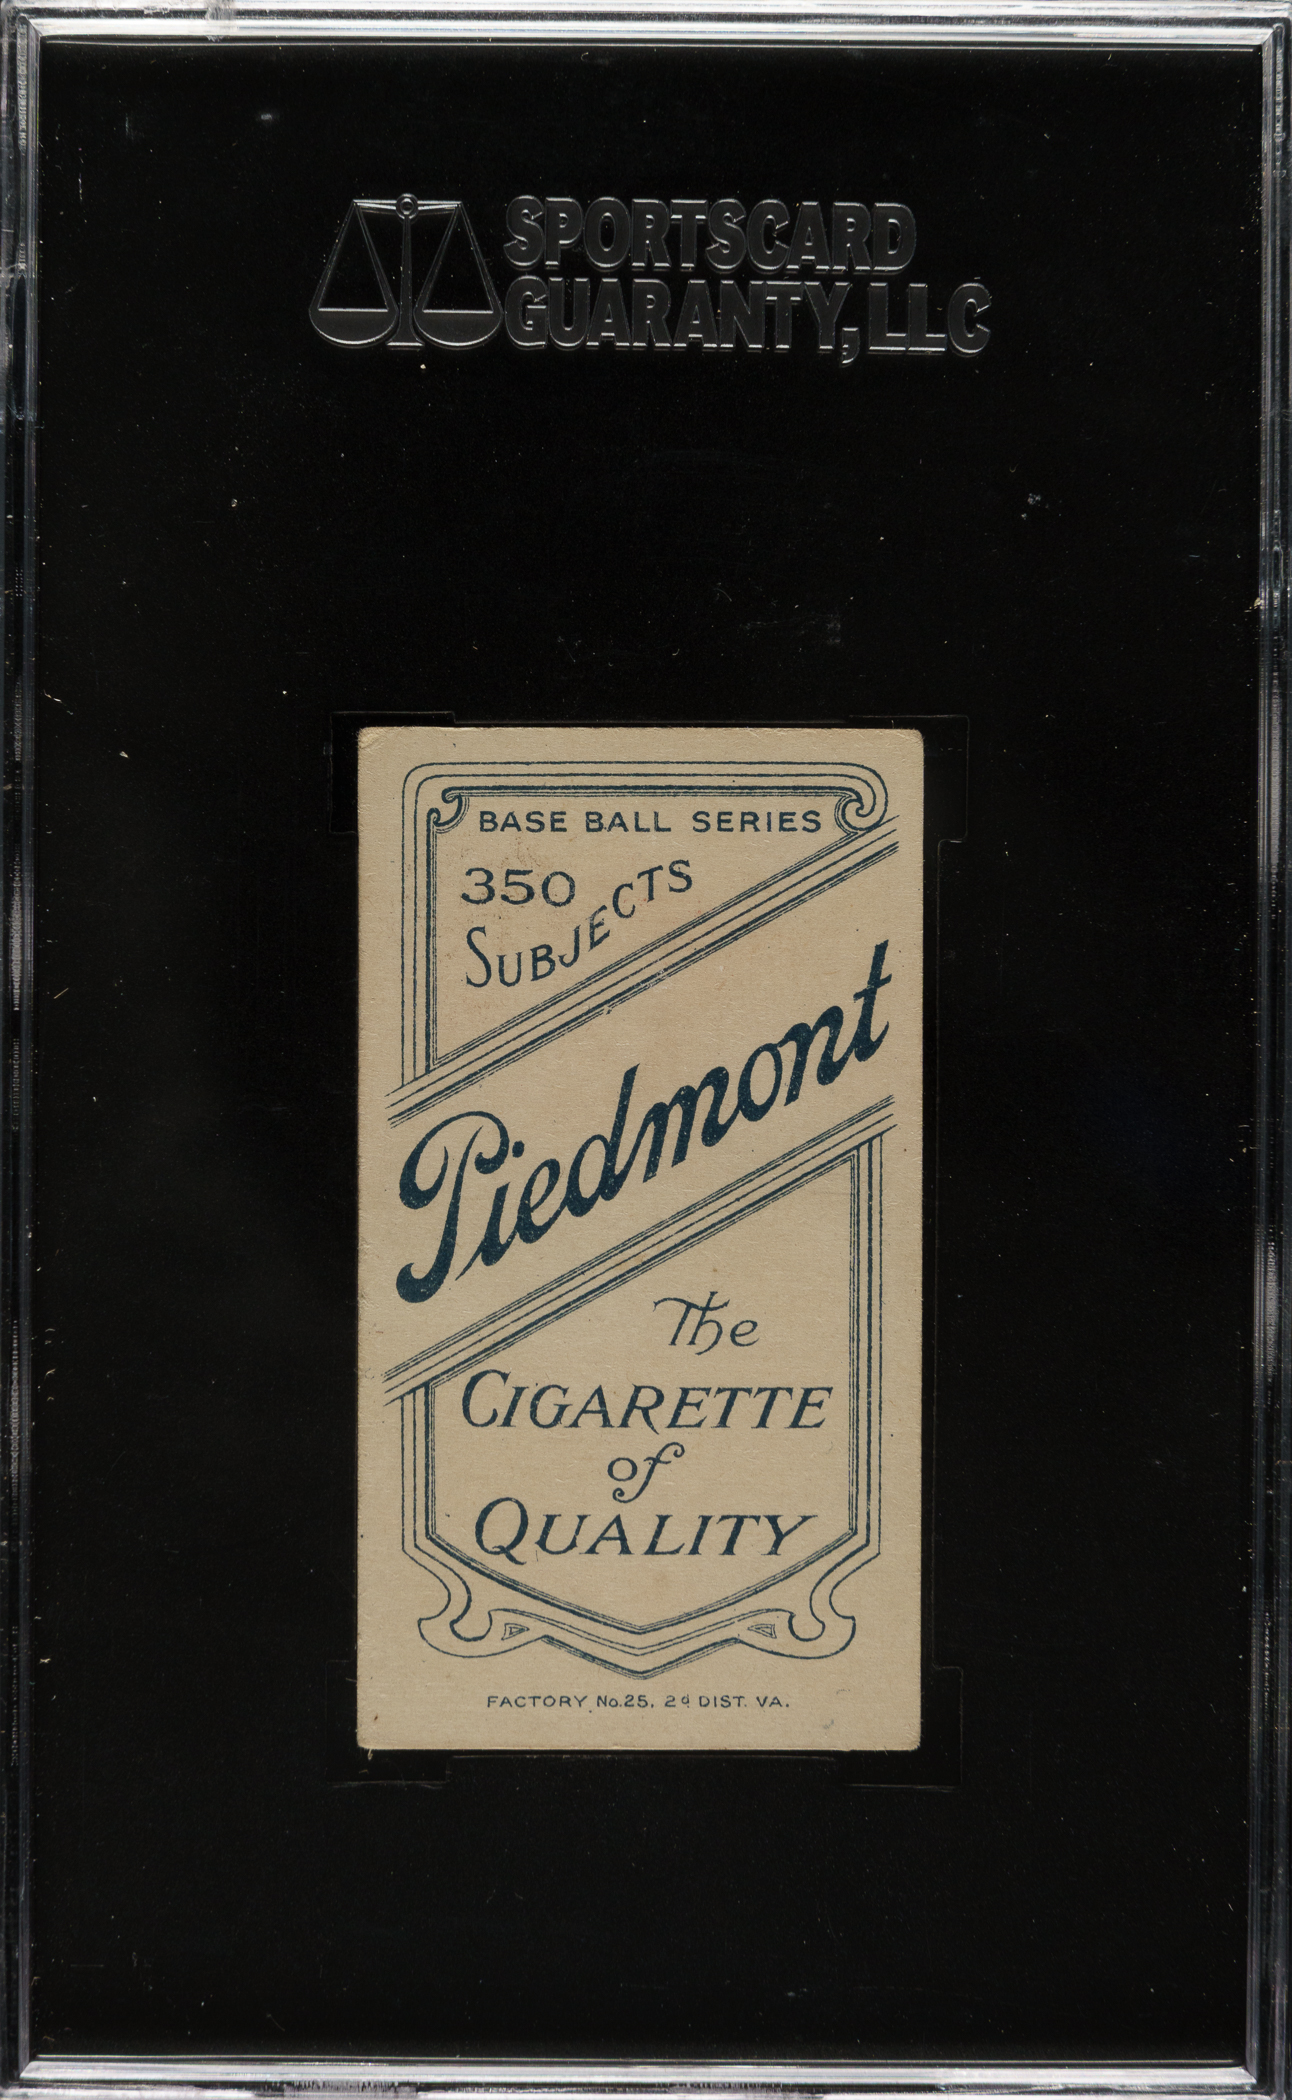 SPORTSCARD
GUARANTY, LLC
BASE BALL SERIES
350
SUBJECTS
Piedmont
The
CIGARETTE
of
QUALITY
FACTORY No.25. 2d DIST. VA.